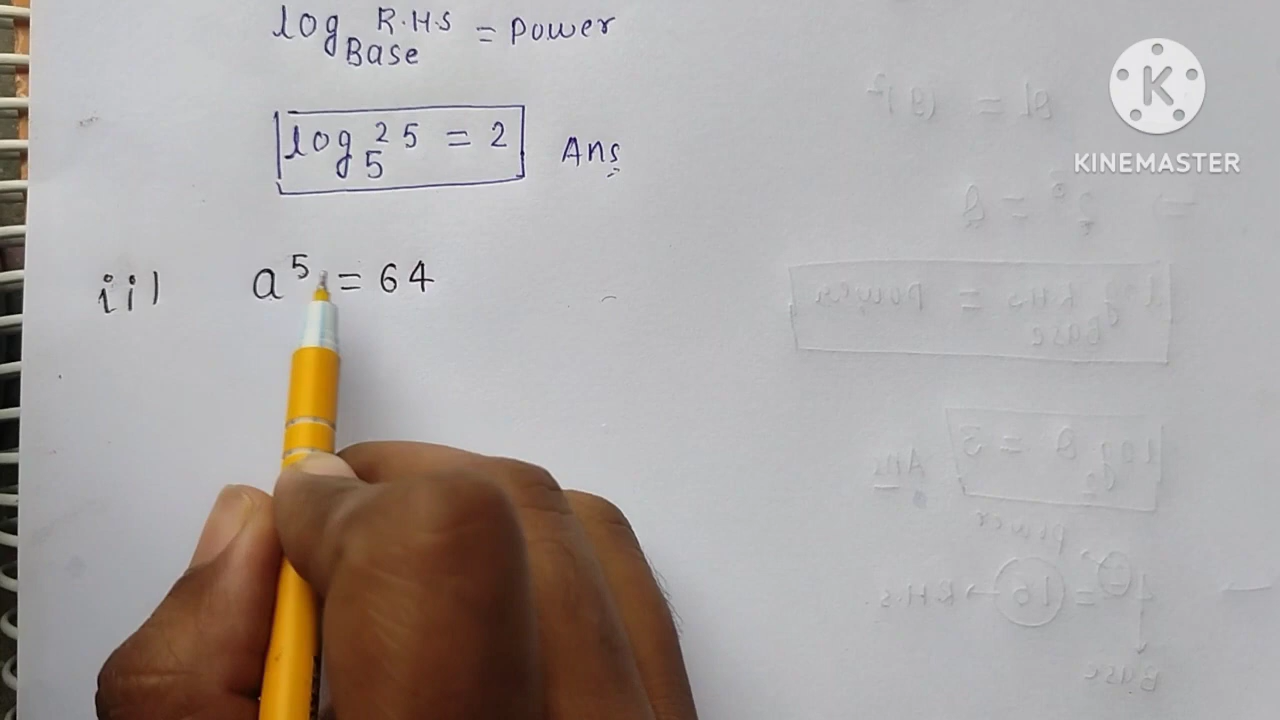 log_Base R.H.S = Power
log_5 25 = 2 Ans
ii) a^5 = 64
K
KINEMASTER